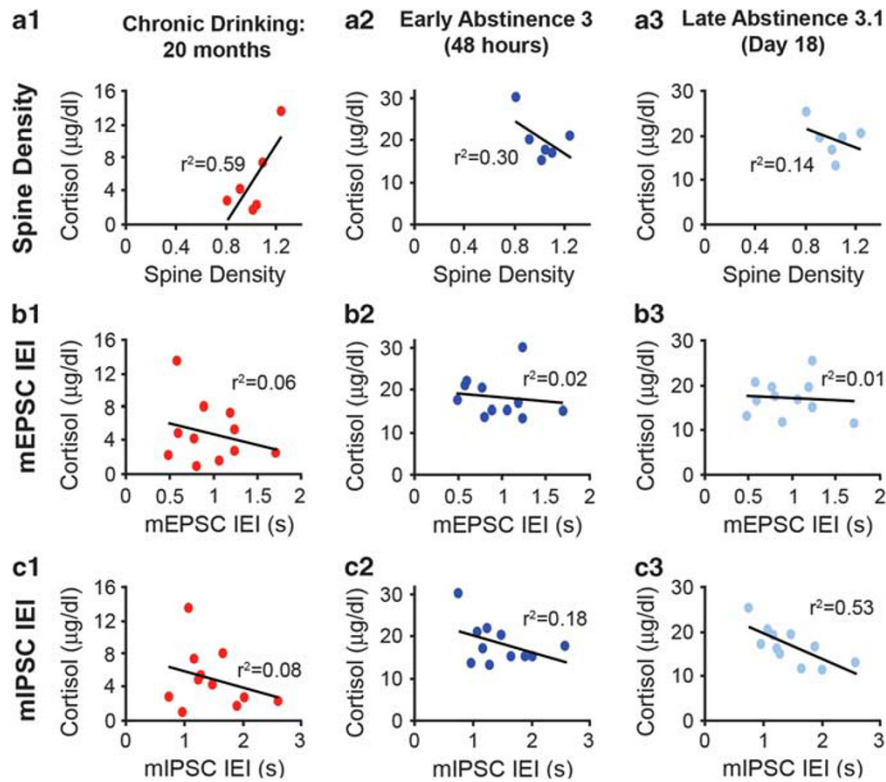 a1
Chronic Drinking:
20 months
a2
Early Abstinence 3
(48 hours)
a3
Late Abstinence 3.1
(Day 18)
Spine Density
Cortisol (µg/dl)
16
12
8
4
0
r²=0.59
0 0.4 0.8 1.2
Spine Density
Cortisol (µg/dl)
30
20
10
0
r²=0.30
0 0.4 0.8 1.2
Spine Density
Cortisol (µg/dl)
30
20
10
0
r²=0.14
0 0.4 0.8 1.2
Spine Density
b1
b2
b3
mEPSC IEI
Cortisol (µg/dl)
16
12
8
4
0
r²=0.06
0 0.5 1 1.5 2
mEPSC IEI (s)
Cortisol (µg/dl)
30
20
10
0
r²=0.02
0 0.5 1 1.5 2
mEPSC IEI (s)
Cortisol (µg/dl)
30
20
10
0
r²=0.01
0 0.5 1 1.5 2
mEPSC IEI (s)
c1
c2
c3
mIPSC IEI
Cortisol (µg/dl)
16
12
8
4
0
r²=0.08
0 1 2 3
mIPSC IEI (s)
Cortisol (µg/dl)
30
20
10
0
r²=0.18
0 1 2 3
mIPSC IEI (s)
Cortisol (µg/dl)
30
20
10
0
r²=0.53
0 1 2 3
mIPSC IEI (s)